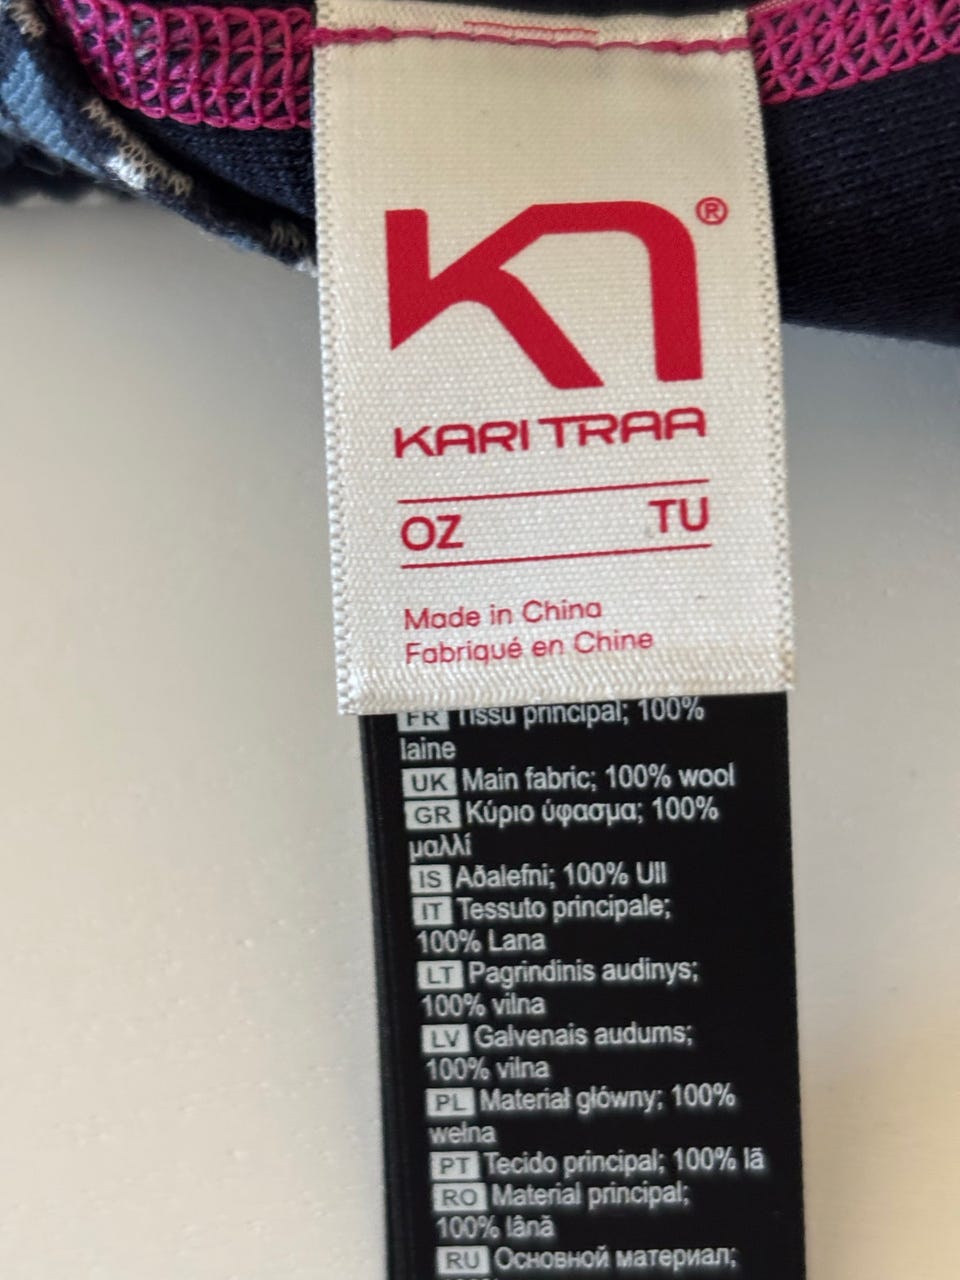 ®
KARI TRAA
OZ TU
Made in China
Fabriqué en Chine
FR Tissu principal; 100%
laine
UK Main fabric; 100% wool
GR Κύριο ύφασμα; 100%
μαλλί
IS Aðalefni; 100% Ull
IT Tessuto principale;
100% Lana
LT Pagrindinis audinys;
100% vilna
LV Galvenais audums;
100% vilna
PL Materiał główny; 100%
wełna
PT Tecido principal; 100% lã
RO Material principal;
100% lână
RU Основной материал;